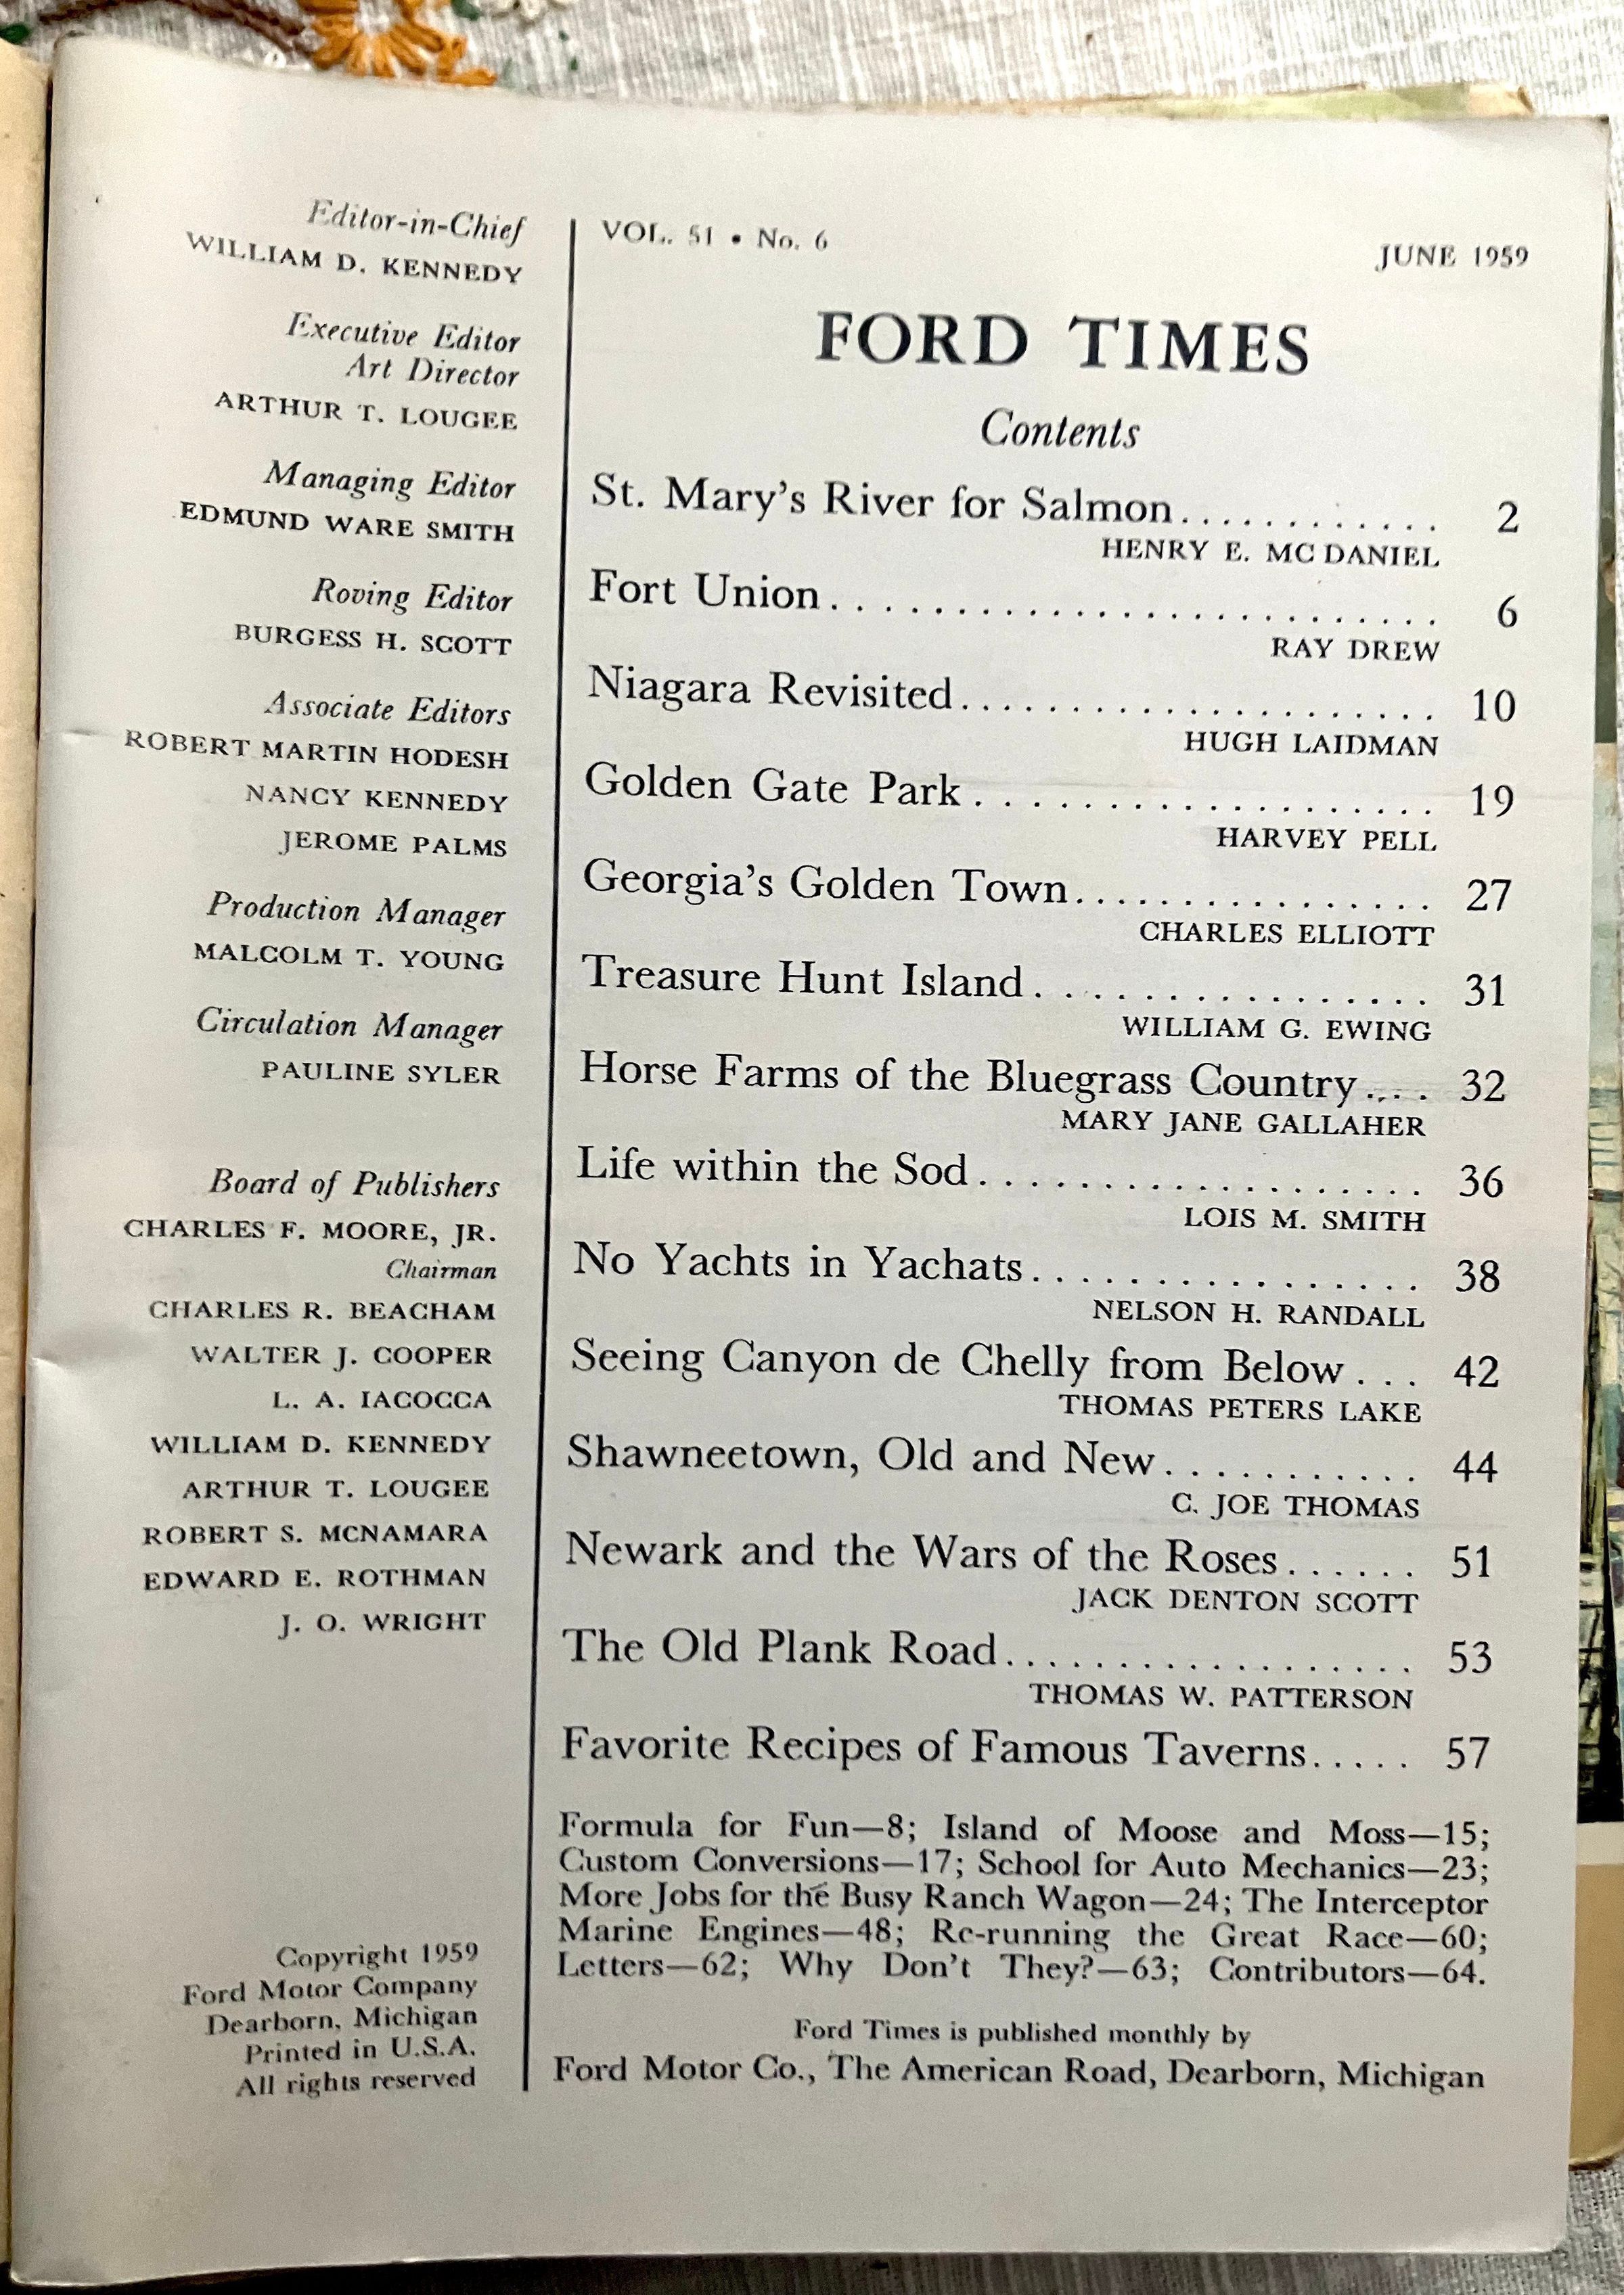 Editor-in-Chief
WILLIAM D. KENNEDY
Executive Editor
Art Director
ARTHUR T. LOUGEE
Managing Editor
EDMUND WARE SMITH
Roving Editor
BURGESS H. SCOTT
Associate Editors
ROBERT MARTIN HODESH
NANCY KENNEDY
JEROME PALMS
Production Manager
MALCOLM T. YOUNG
Circulation Manager
PAULINE SYLER
Board of Publishers
CHARLES F. MOORE, JR.
Chairman
CHARLES R. BEACHAM
WALTER J. COOPER
L. A. IACOCCA
WILLIAM D. KENNEDY
ARTHUR T. LOUGEE
ROBERT S. MCNAMARA
EDWARD E. ROTHMAN
J. O. WRIGHT
Copyright 1959
Ford Motor Company
Dearborn, Michigan
Printed in U.S.A.
All rights reserved
VOL. 51 • No. 6 JUNE 1959
FORD TIMES
Contents
St. Mary's River for Salmon............ 2
HENRY E. MC DANIEL
Fort Union......................... 6
RAY DREW
Niagara Revisited..................... 10
HUGH LAIDMAN
Golden Gate Park................... 19
HARVEY PELL
Georgia's Golden Town............... 27
CHARLES ELLIOTT
Treasure Hunt Island................ 31
WILLIAM G. EWING
Horse Farms of the Bluegrass Country.... 32
MARY JANE GALLAHER
Life within the Sod................... 36
LOIS M. SMITH
No Yachts in Yachats................ 38
NELSON H. RANDALL
Seeing Canyon de Chelly from Below... 42
THOMAS PETERS LAKE
Shawneetown, Old and New........... 44
C. JOE THOMAS
Newark and the Wars of the Roses...... 51
JACK DENTON SCOTT
The Old Plank Road.................. 53
THOMAS W. PATTERSON
Favorite Recipes of Famous Taverns..... 57
Formula for Fun—8; Island of Moose and Moss—15;
Custom Conversions—17; School for Auto Mechanics—23;
More Jobs for the Busy Ranch Wagon—24; The Interceptor
Marine Engines—48; Re-running the Great Race—60;
Letters—62; Why Don't They?—63; Contributors—64.
Ford Times is published monthly by
Ford Motor Co., The American Road, Dearborn, Michigan